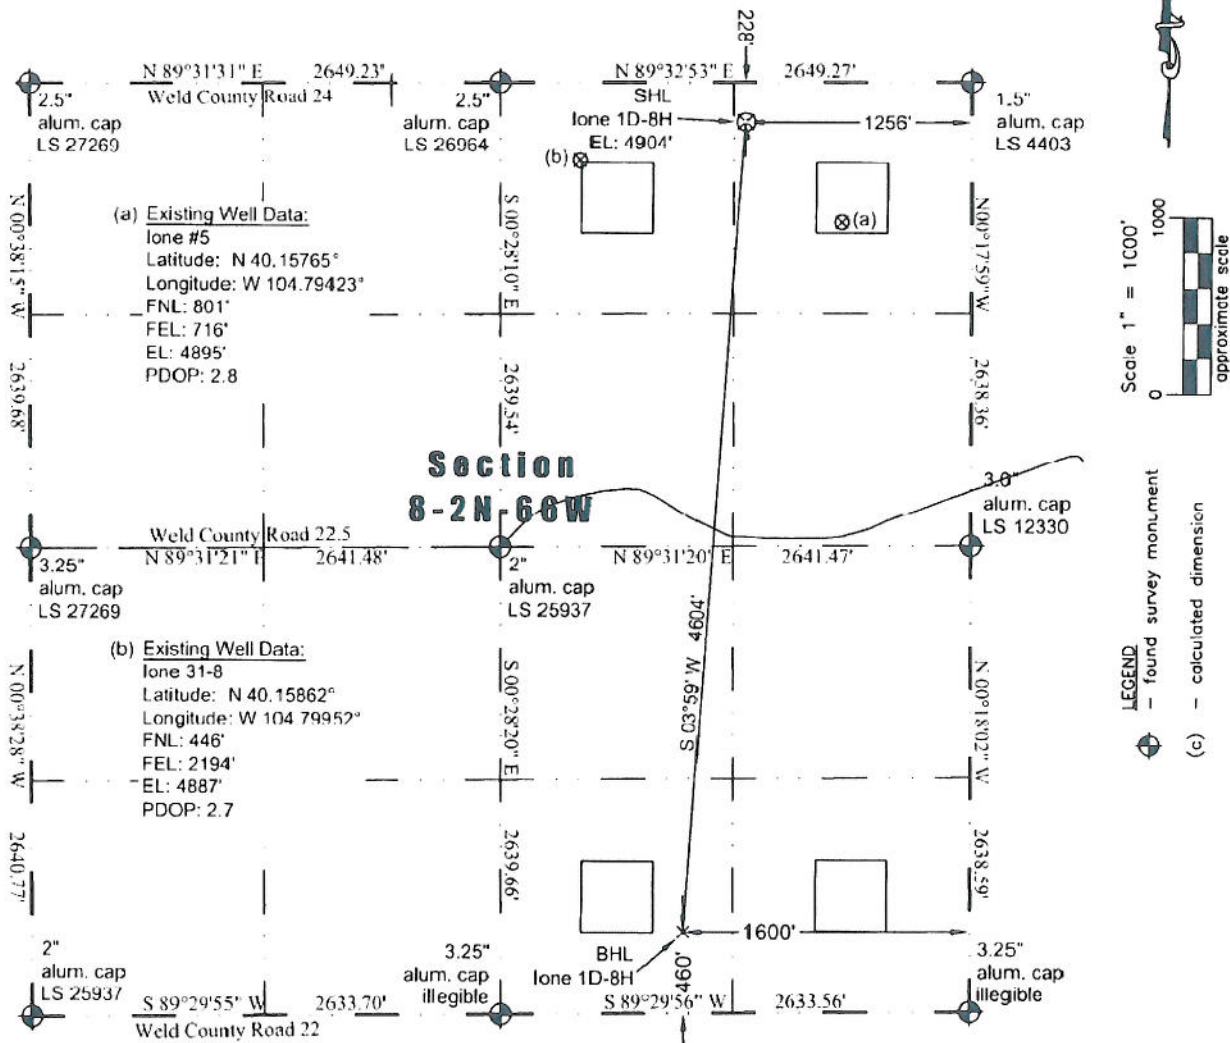 228'
N 89°31'31" E 2649.23'
N 89°32'53" E 2649.27'
Weld County Road 24
2.5"
alum. cap
LS 27269
2.5"
alum. cap
LS 26964
SHL
Ione 1D-8H
EL: 4904'
1256'
1.5"
alum. cap
LS 4403
(b)
(a)
N 00°38'15" W 2639.68'
(a) Existing Well Data:
Ione #5
Latitude: N 40.15765°
Longitude: W 104.79423°
FNL: 801'
FEL: 716'
EL: 4895'
PDOP: 2.8
S 00°28'10" E 2639.54'
N00°17'59"W 2638.36'
Scale 1" = 1000'
0 1000
approximate scale
Section
8-2N-66W
3.0"
alum. cap
LS 12330
Weld County Road 22.5
N 89°31'21" E 2641.48'
N 89°31'20" E 2641.47'
3.25"
alum. cap
LS 27269
2"
alum. cap
LS 25937
S 03°59' W 4604'
LEGEND
- found survey monument
(c) - calculated dimension
N 00°38'28" W 2640.77'
(b) Existing Well Data:
Ione 31-8
Latitude: N 40.15862°
Longitude: W 104.79952°
FNL: 446'
FEL: 2194'
EL: 4887'
PDOP: 2.7
S 00°28'20" E 2639.66'
N 00°18'02" W 2638.59'
1600'
BHL
Ione 1D-8H
460'
2"
alum. cap
LS 25937
3.25"
alum. cap
illegible
3.25"
alum. cap
illegible
S 89°29'55" W 2633.70'
S 89°29'56" W 2633.56'
Weld County Road 22